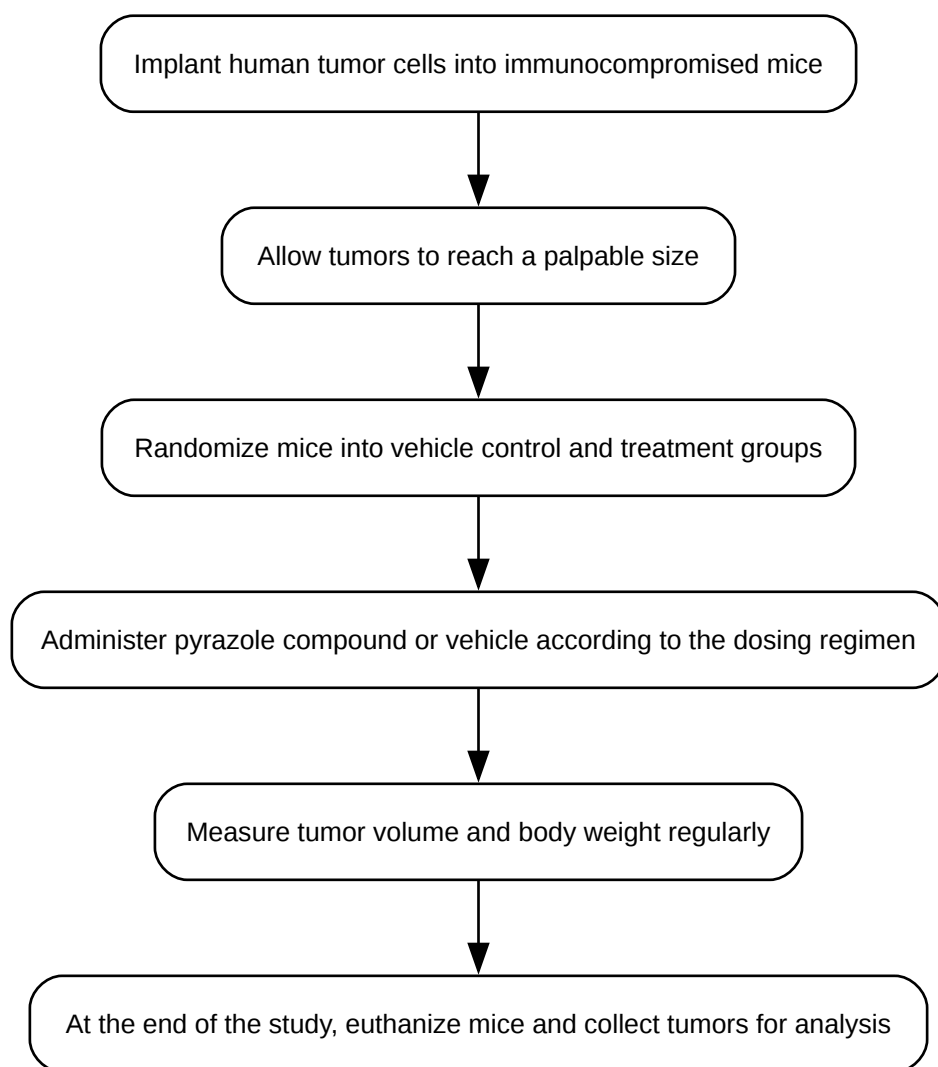 Implant human tumor cells into immunocompromised mice
Allow tumors to reach a palpable size
Randomize mice into vehicle control and treatment groups
Administer pyrazole compound or vehicle according to the dosing regimen
Measure tumor volume and body weight regularly
At the end of the study, euthanize mice and collect tumors for analysis